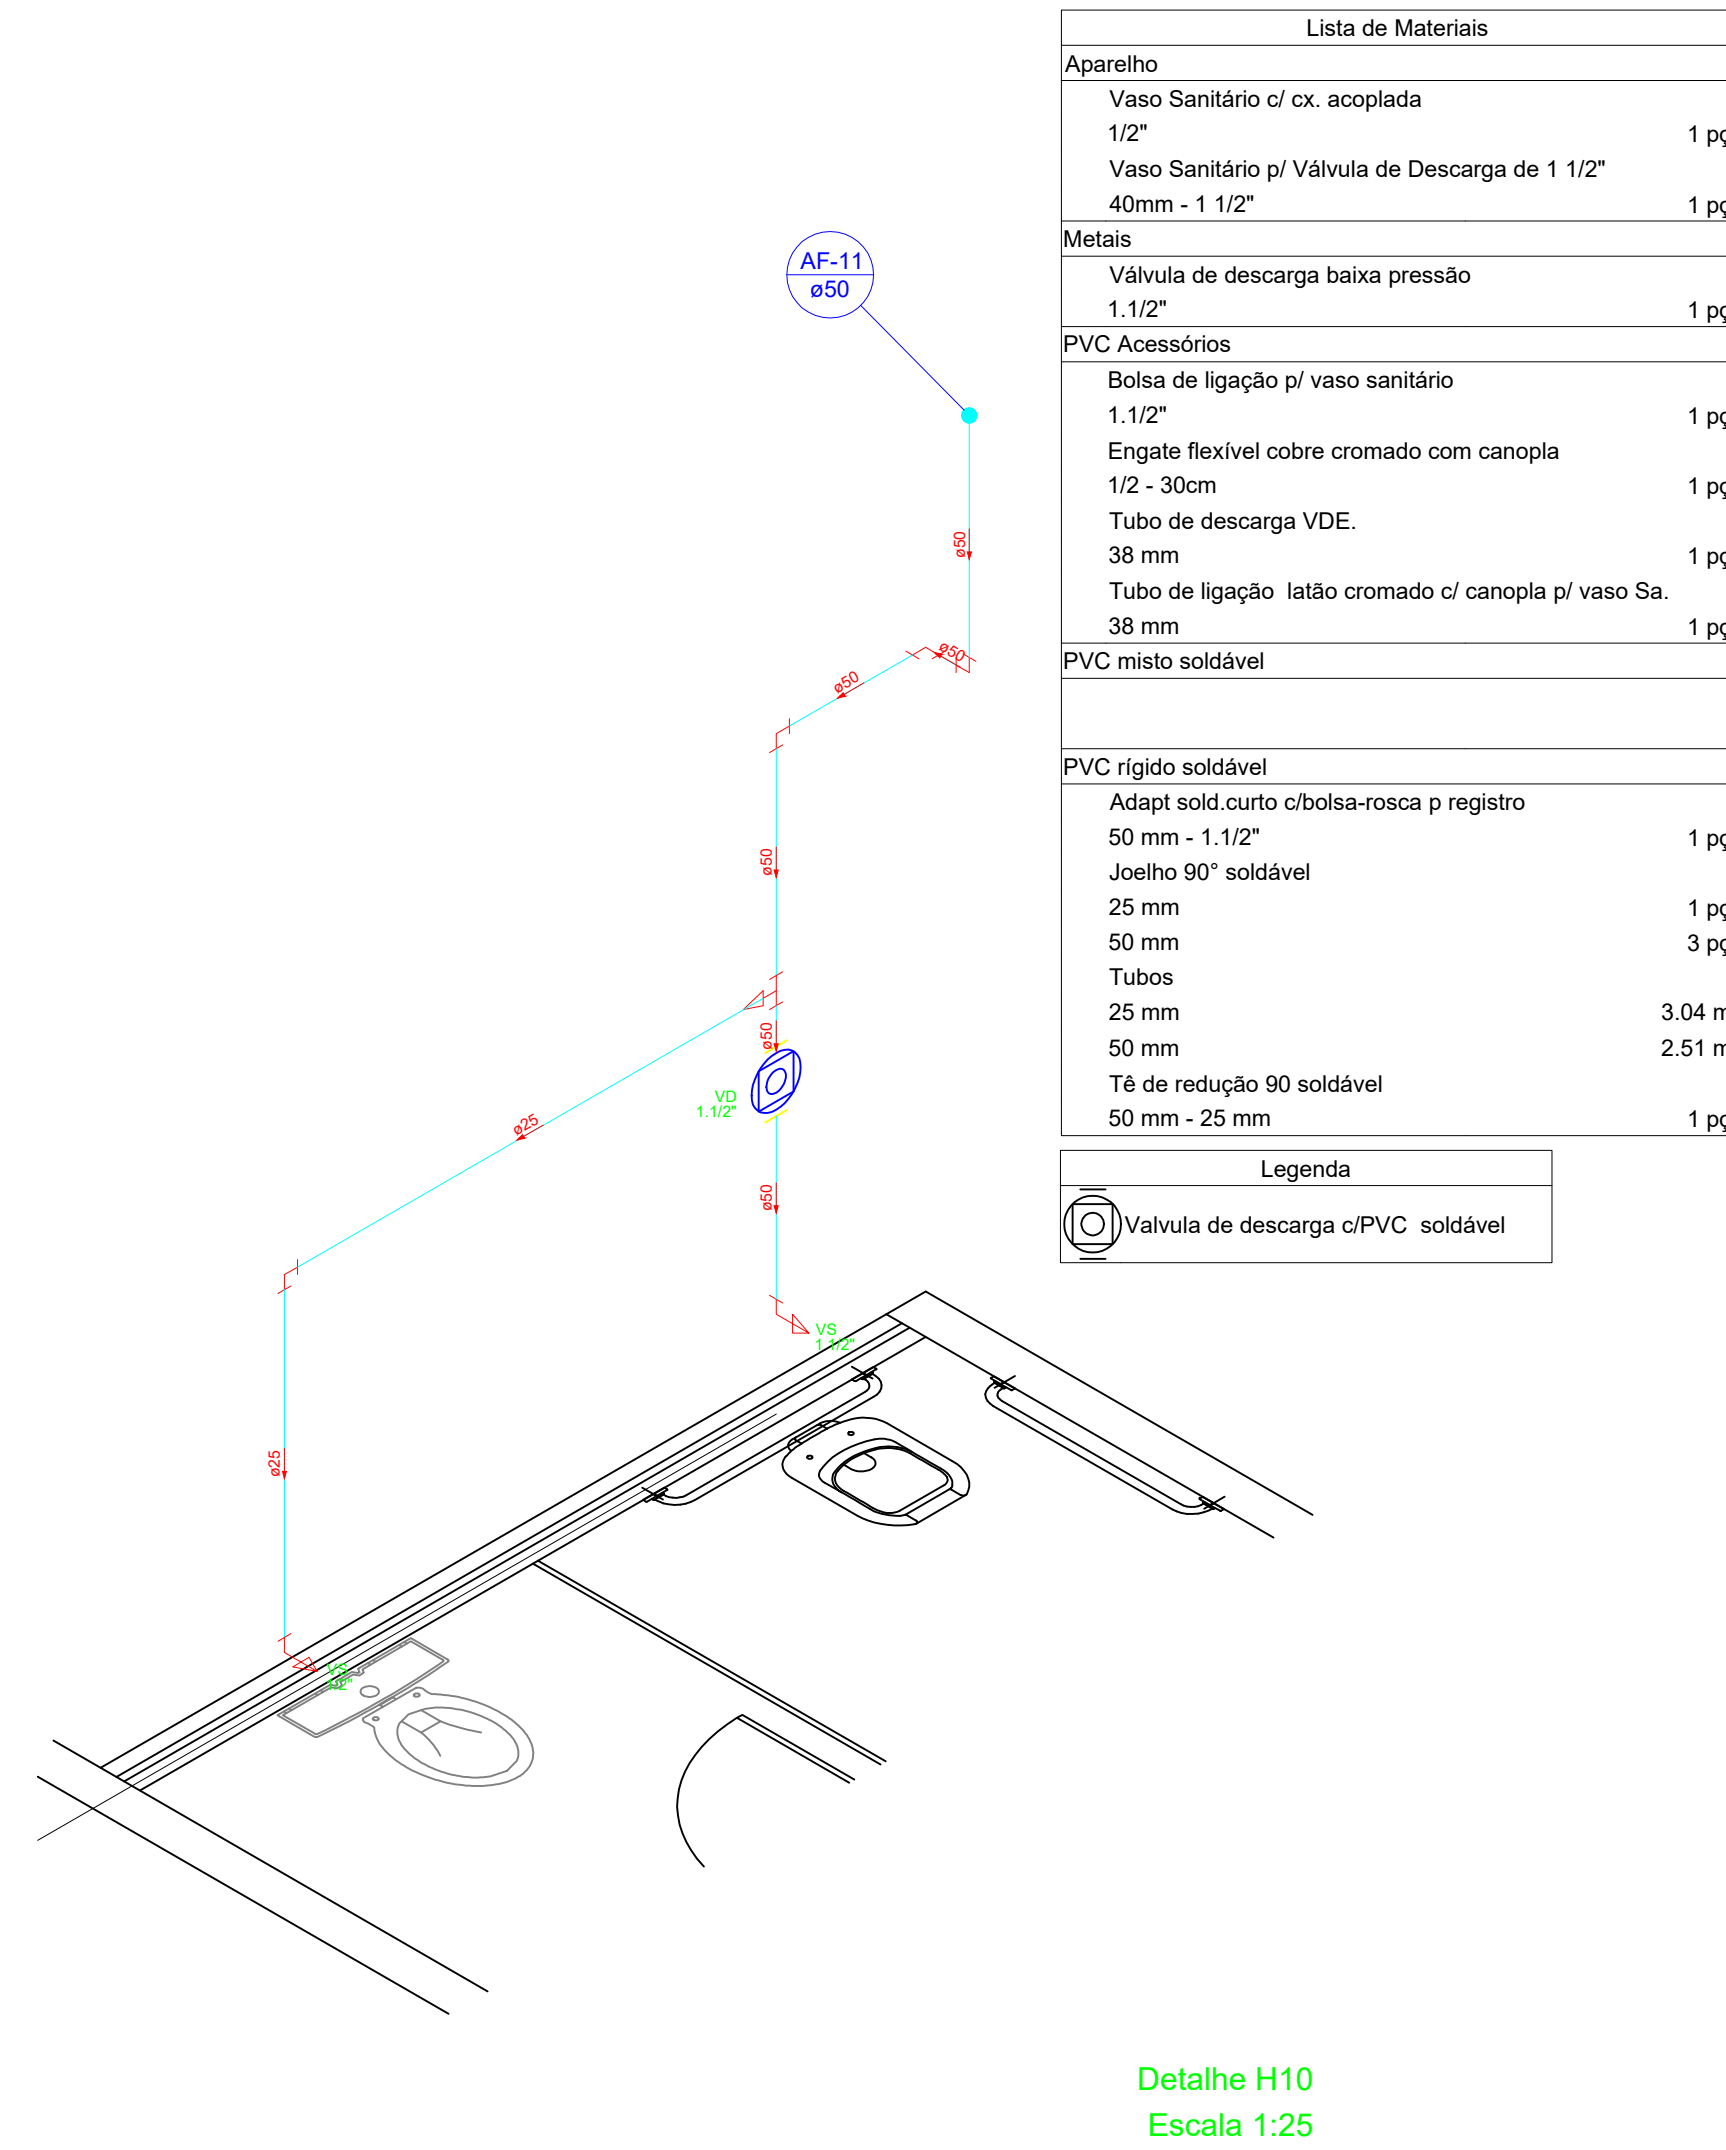 Lista de Materiais
Aparelho
Vaso Sanitário c/ cx. acoplada
1/2" 1 pç
Vaso Sanitário p/ Válvula de Descarga de 1 1/2"
40mm - 1 1/2" 1 pç
Metais
Válvula de descarga baixa pressão
1.1/2" 1 pç
PVC Acessórios
Bolsa de ligação p/ vaso sanitário
1.1/2" 1 pç
Engate flexível cobre cromado com canopla
1/2 - 30cm 1 pç
Tubo de descarga VDE.
38 mm 1 pç
Tubo de ligação latão cromado c/ canopla p/ vaso Sa.
38 mm 1 pç
PVC misto soldável
PVC rígido soldável
Adapt sold.curto c/bolsa-rosca p registro
50 mm - 1.1/2" 1 pç
Joelho 90° soldável
25 mm 1 pç
50 mm 3 pç
Tubos
25 mm 3.04 m
50 mm 2.51 m
Tê de redução 90 soldável
50 mm - 25 mm 1 pç
Legenda
Valvula de descarga c/PVC soldável
AF-11
ø50
ø50
ø50
ø50
ø50
ø50
VD
1.1/2"
ø25
ø50
VS
1.1/2"
ø25
VS
1/2"
Detalhe H10
Escala 1:25